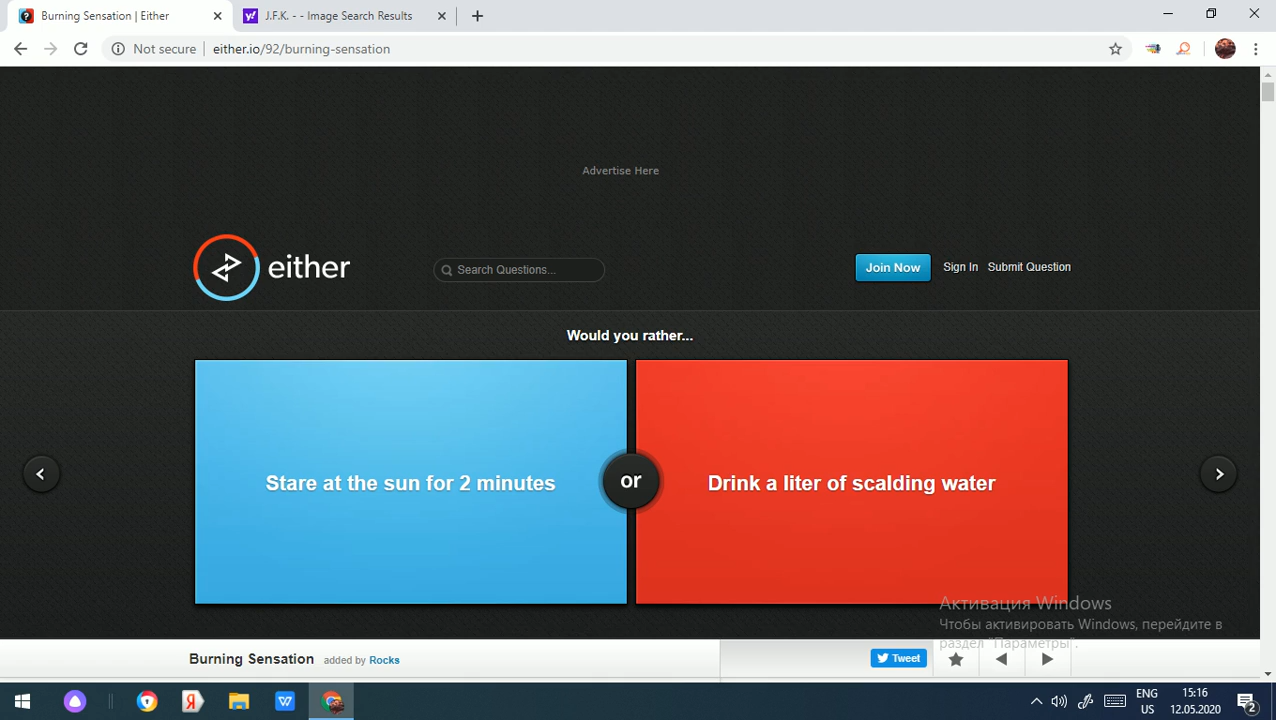 Burning Sensation | Either
J.F.K. - - Image Search Results
Not secure
either.io/92/burning-sensation
Advertise Here
either
Search Questions...
Join Now
Sign In
Submit Question
Would you rather...
Stare at the sun for 2 minutes
or
Drink a liter of scalding water
Активация Windows
Чтобы активировать Windows, перейдите в
раздел "Параметры".
Burning Sensation added by Rocks
Tweet
ENG
US
15:16
12.05.2020
2